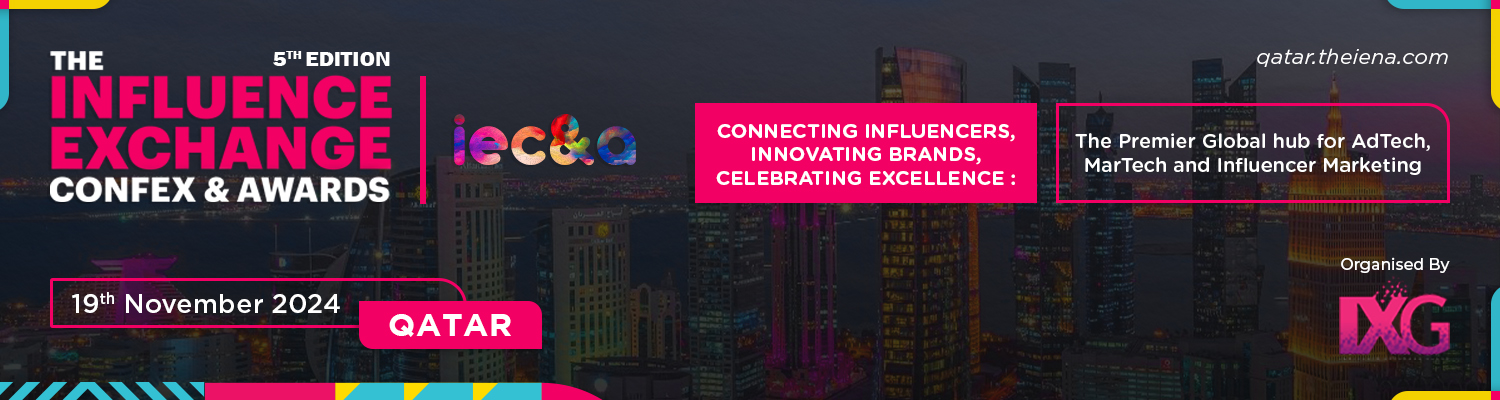 THE 5TH EDITION
INFLUENCE
EXCHANGE
CONFEX & AWARDS
iec&a
19th November 2024
QATAR
CONNECTING INFLUENCERS,
INNOVATING BRANDS,
CELEBRATING EXCELLENCE :
qatar.theiena.com
The Premier Global hub for AdTech,
MarTech and Influencer Marketing
Organised By
IXG